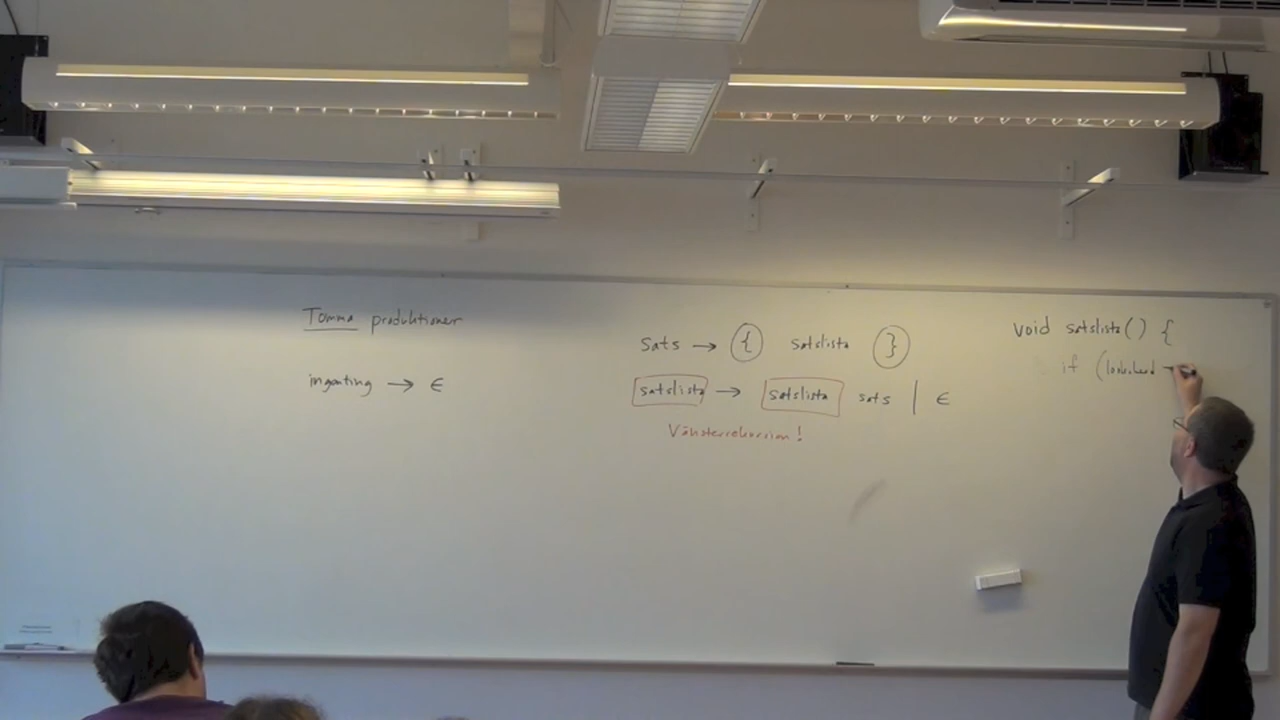 Tomma produktioner
ingenting → ∈
sats → { satslista }
satslista → satslista sats | ∈
Vänsterrekursion!
void satslista() {
if (lookahead